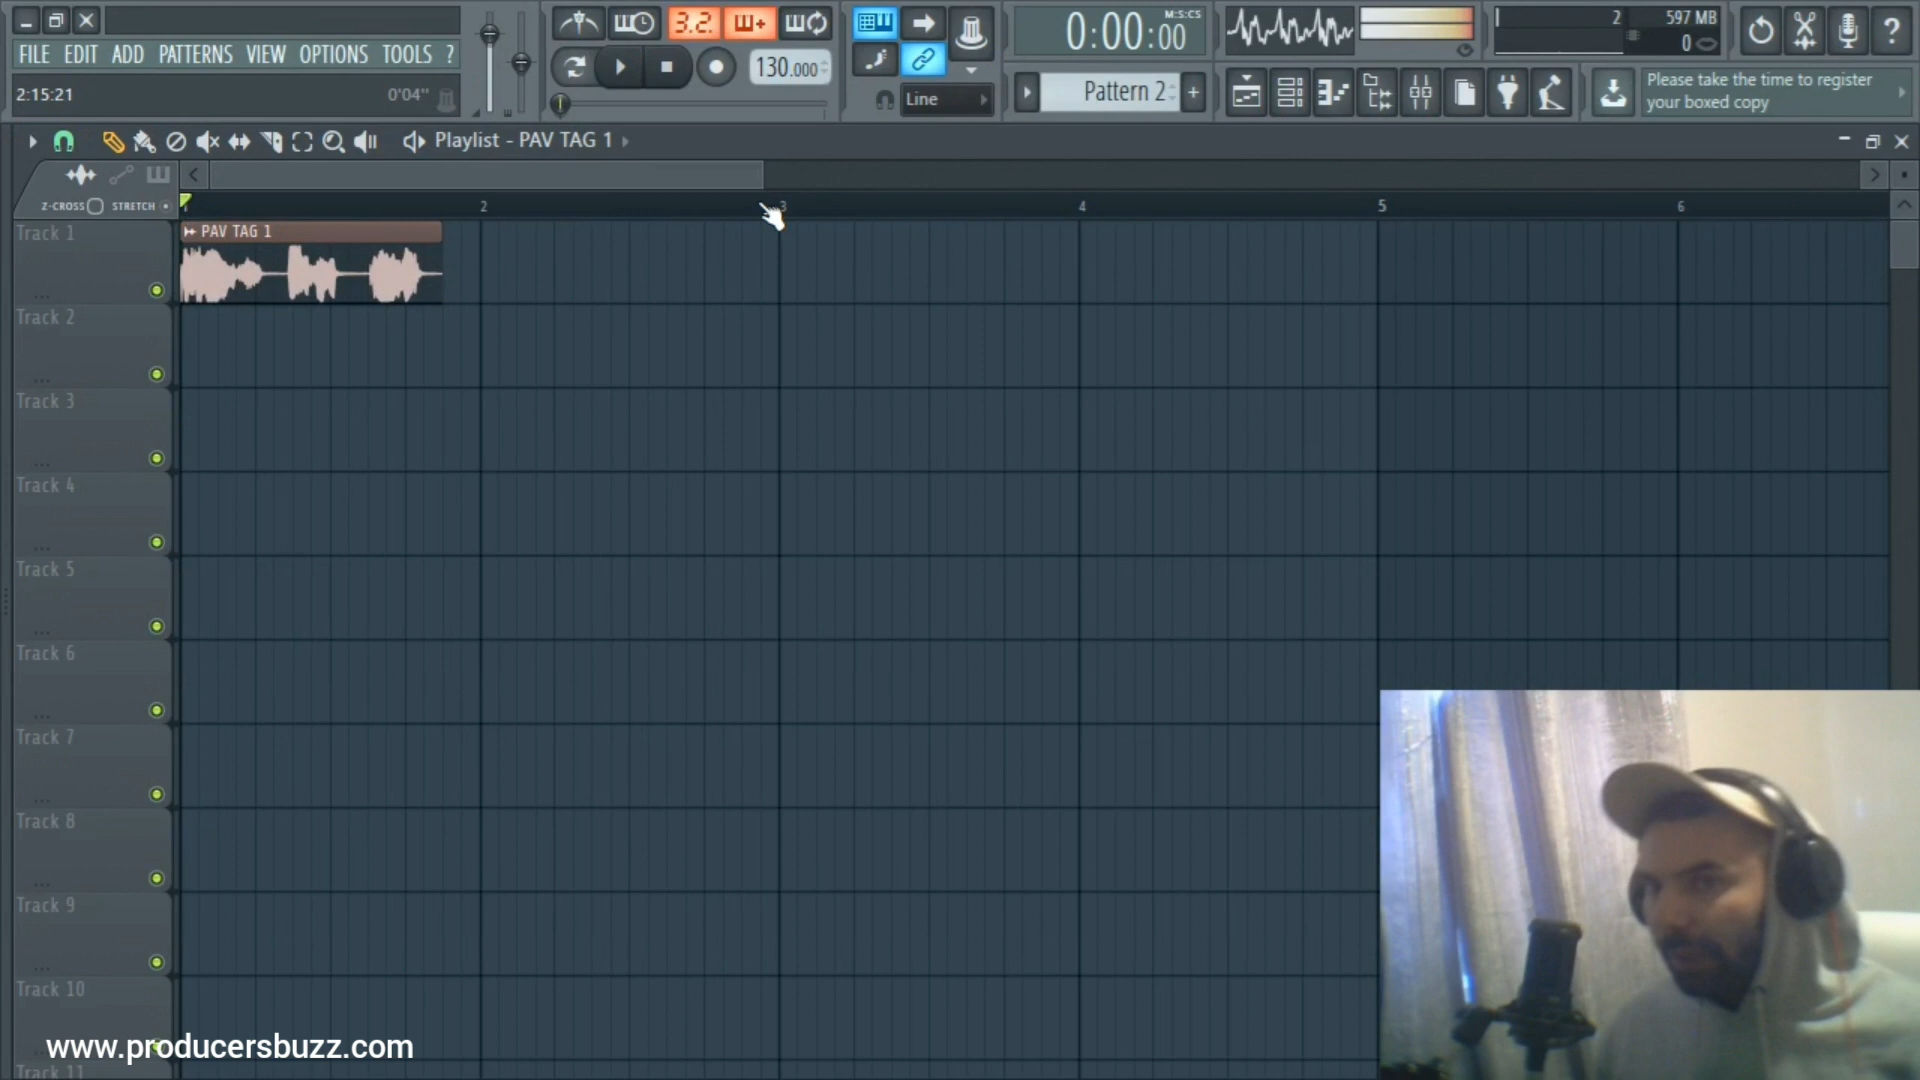 FILE EDIT ADD PATTERNS VIEW OPTIONS TOOLS ?
2:15:21 0'04"
3.2.
130.000
Line
M:S:CS
0:00:00
Pattern 2
+
2 597 MB
0
?
Please take the time to register
your boxed copy
Playlist - PAV TAG 1
Z-CROSS STRETCH
2 3 4 5 6
PAV TAG 1
Track 1
Track 2
Track 3
Track 4
Track 5
Track 6
Track 7
Track 8
Track 9
Track 10
Track 11
www.producersbuzz.com